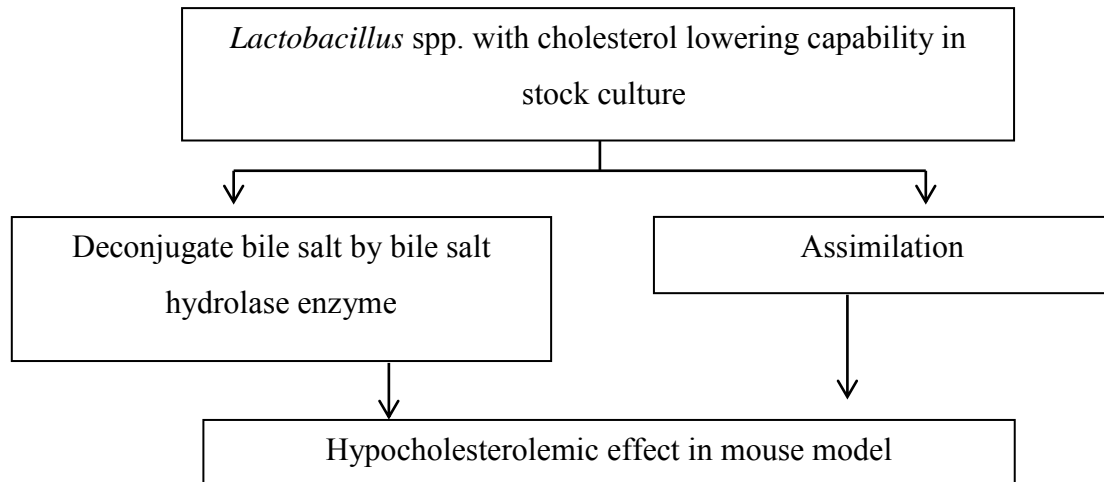 Lactobacillus spp. with cholesterol lowering capability in
stock culture
Deconjugate bile salt by bile salt
hydrolase enzyme
Assimilation
Hypocholesterolemic effect in mouse model